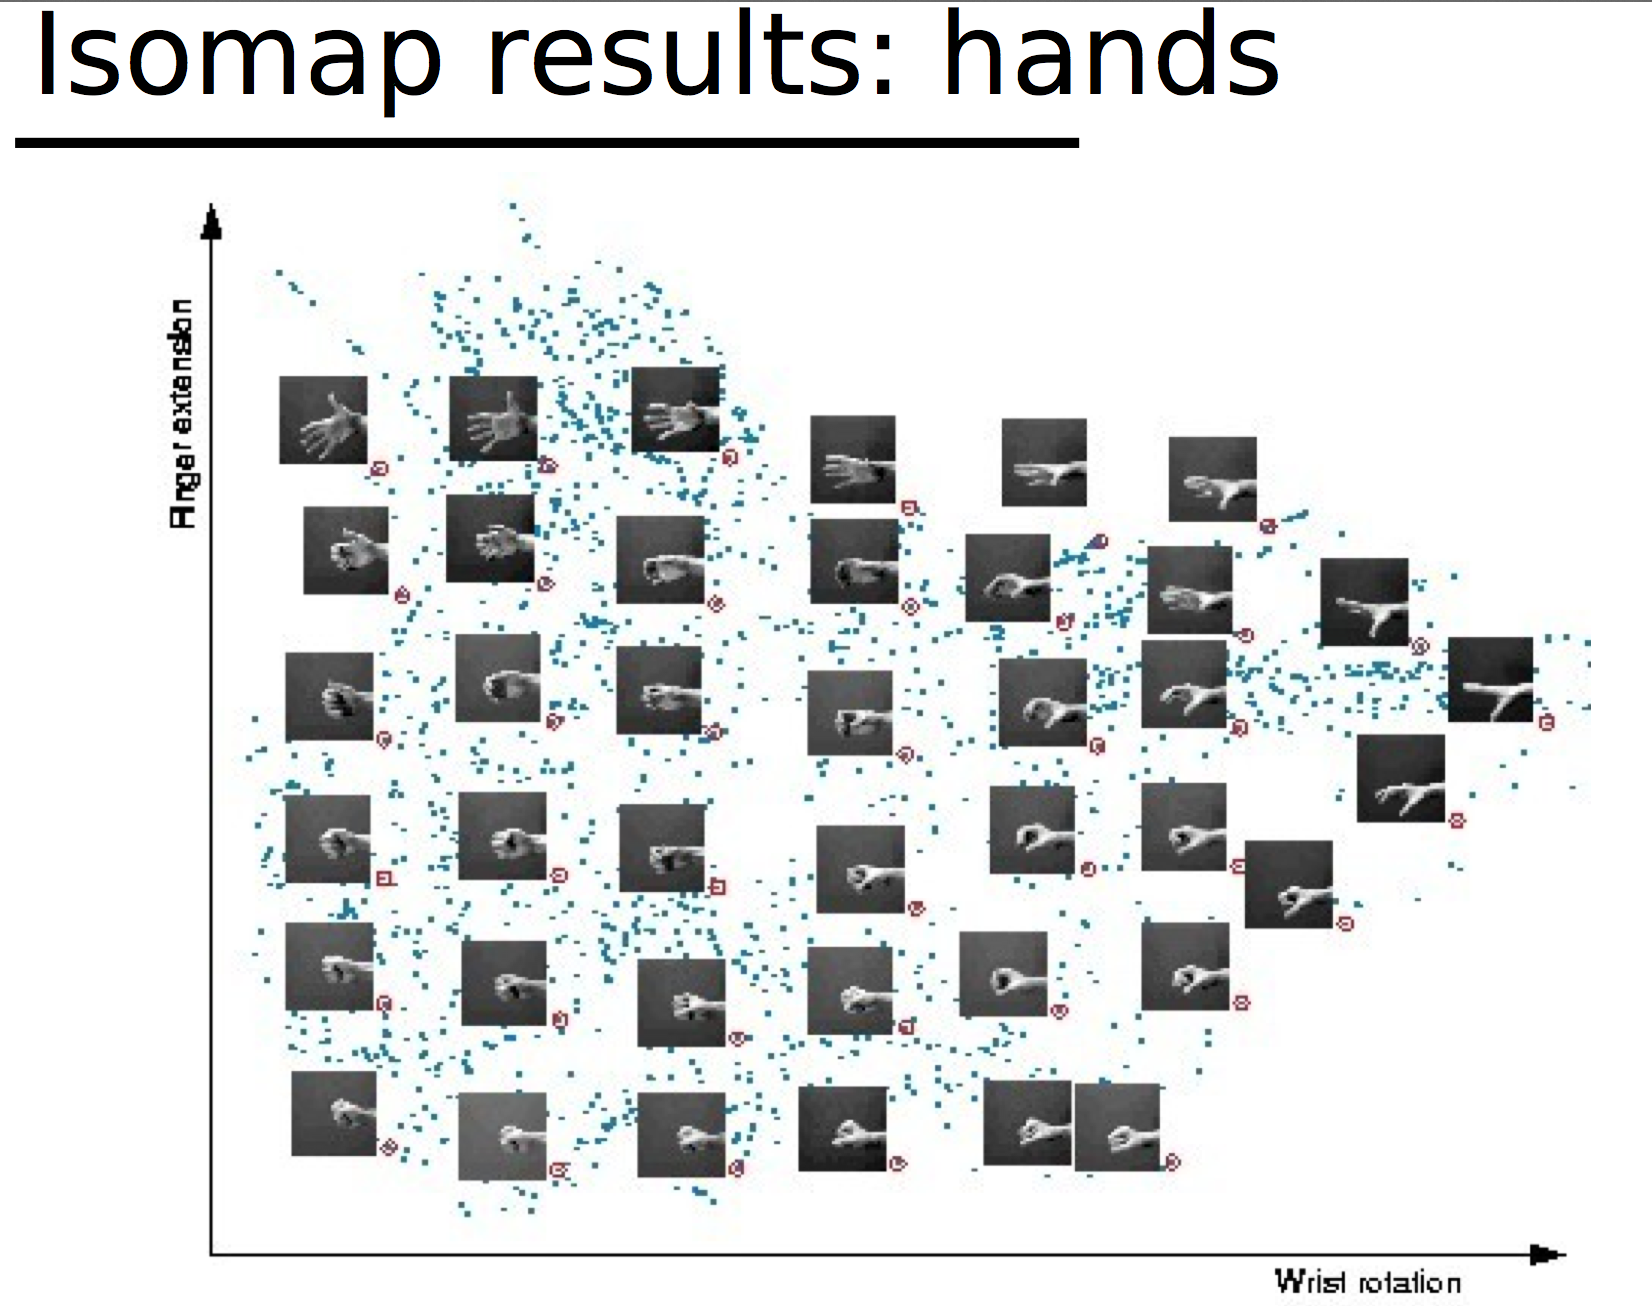 Isomap results: hands
Finger extension
Wrist rotation